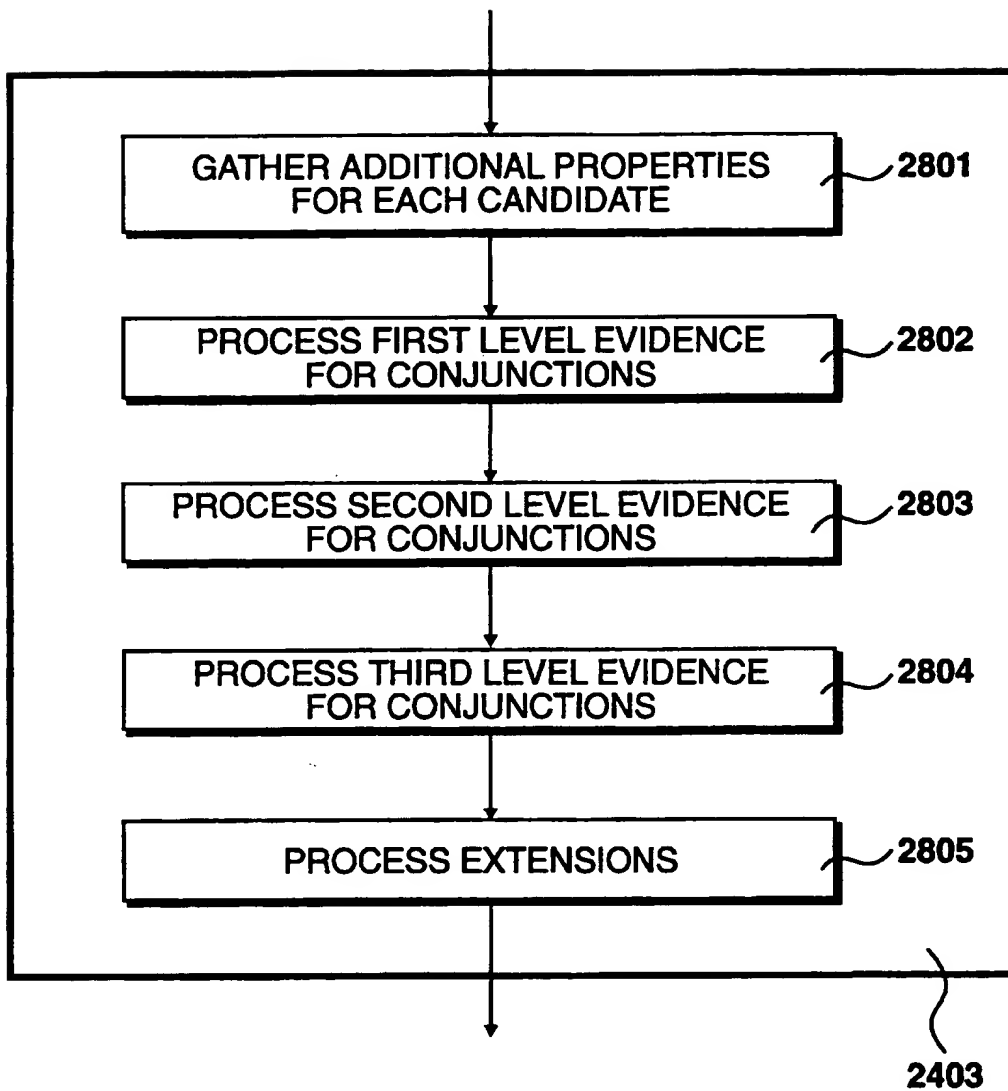 GATHER ADDITIONAL PROPERTIES
FOR EACH CANDIDATE
2801
PROCESS FIRST LEVEL EVIDENCE
FOR CONJUNCTIONS
2802
PROCESS SECOND LEVEL EVIDENCE
FOR CONJUNCTIONS
2803
PROCESS THIRD LEVEL EVIDENCE
FOR CONJUNCTIONS
2804
PROCESS EXTENSIONS
2805
2403